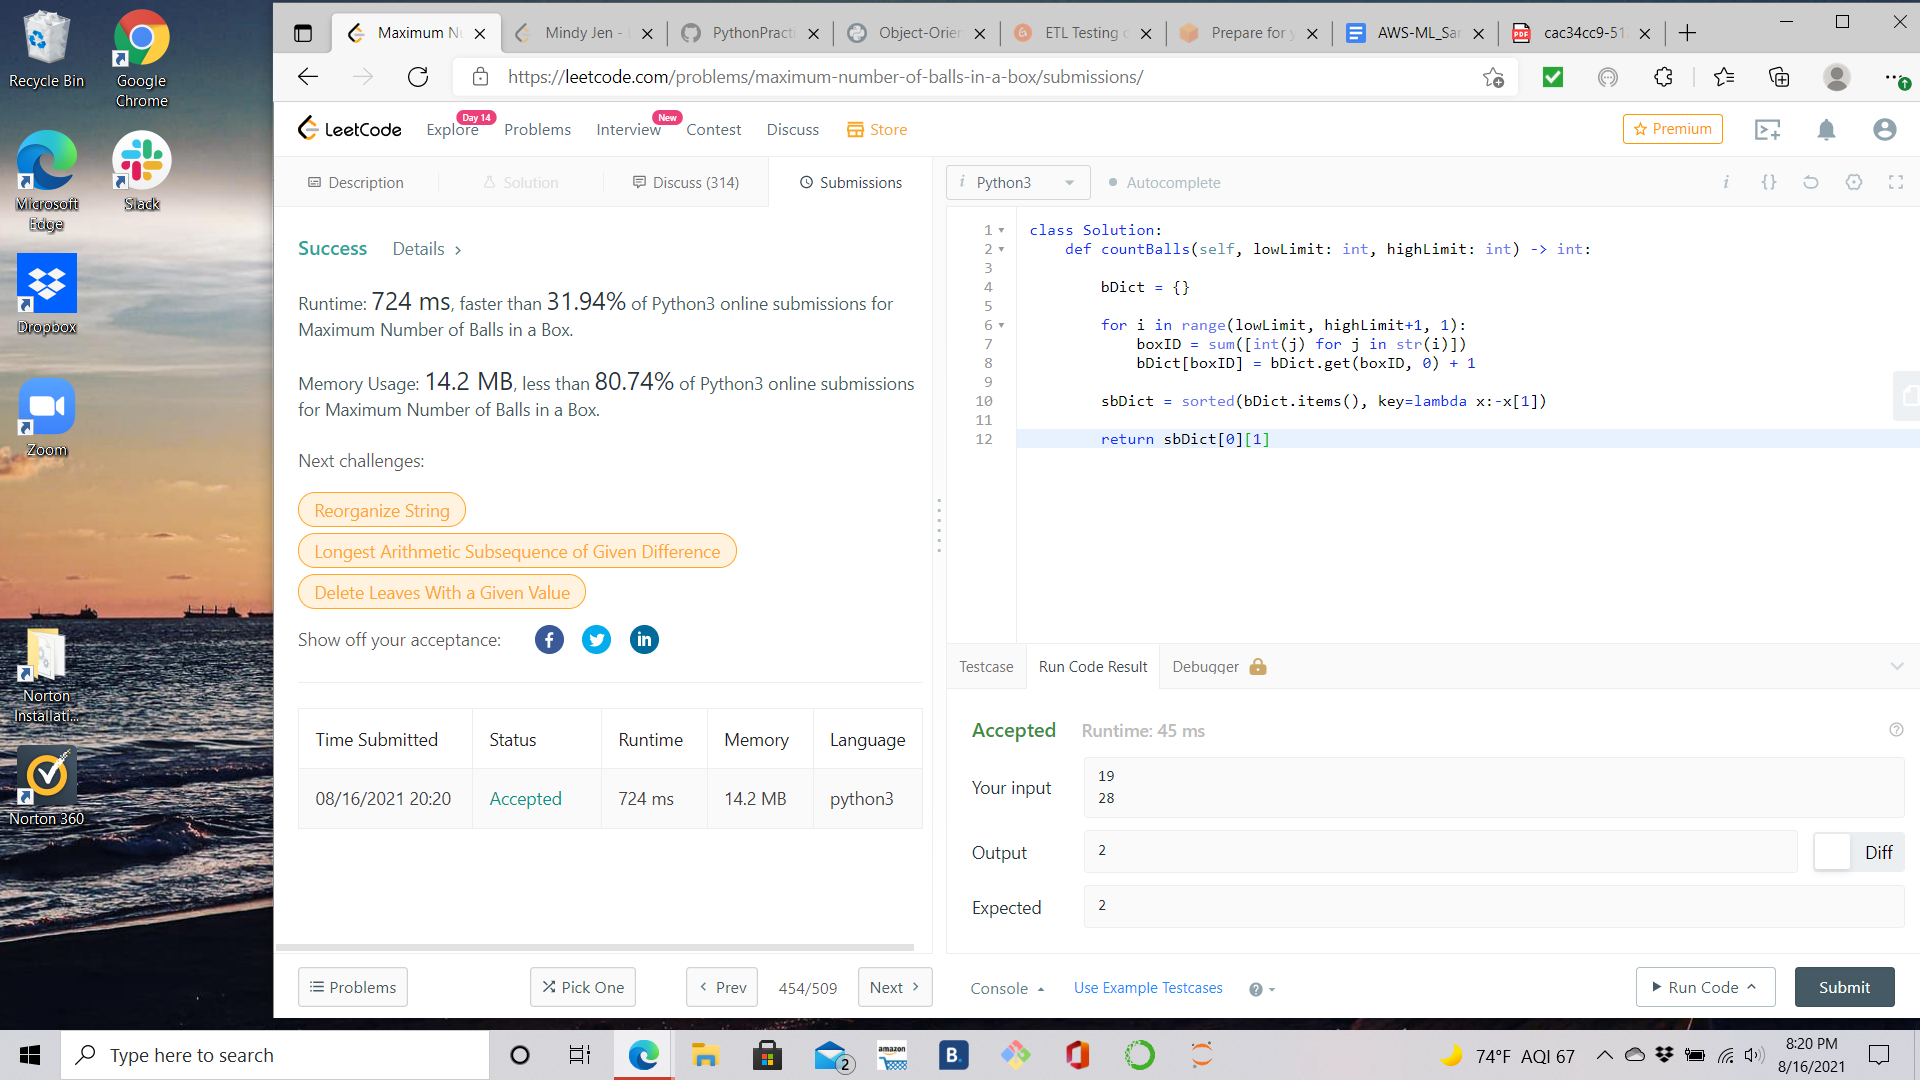 Recycle Bin
Google
Chrome
Microsoft
Edge
Slack
Dropbox
Zoom
Norton
Installati...
Norton 360
Maximum Nu
Mindy Jen -
PythonPracti
Object-Orien
ETL Testing
Prepare for y
AWS-ML_Sam
PDF
cac34cc9-51
https://leetcode.com/problems/maximum-number-of-balls-in-a-box/submissions/
LeetCode
Explore
Day 14
Problems
Interview
New
Contest
Discuss
Store
Premium
Description
Solution
Discuss (314)
Submissions
i Python3
Autocomplete
i {}
Success Details >
Runtime: 724 ms, faster than 31.94% of Python3 online submissions for
Maximum Number of Balls in a Box.
Memory Usage: 14.2 MB, less than 80.74% of Python3 online submissions
for Maximum Number of Balls in a Box.
Next challenges:
Reorganize String
Longest Arithmetic Subsequence of Given Difference
Delete Leaves With a Given Value
Show off your acceptance:
f
in
Time Submitted Status Runtime Memory Language
08/16/2021 20:20 Accepted 724 ms 14.2 MB python3
1 class Solution:
2 def countBalls(self, lowLimit: int, highLimit: int) -> int:
3
4 bDict = {}
5
6 for i in range(lowLimit, highLimit+1, 1):
7 boxID = sum([int(j) for j in str(i)])
8 bDict[boxID] = bDict.get(boxID, 0) + 1
9
10 sbDict = sorted(bDict.items(), key=lambda x:-x[1])
11
12 return sbDict[0][1]
Testcase
Run Code Result
Debugger
Accepted Runtime: 45 ms
?
Your input
19
28
Output
2
Diff
Expected
2
Problems
Pick One
< Prev
454/509
Next >
Console
Use Example Testcases
?
Run Code
Submit
Type here to search
2
amazon
B.
74°F AQI 67
8:20 PM
8/16/2021